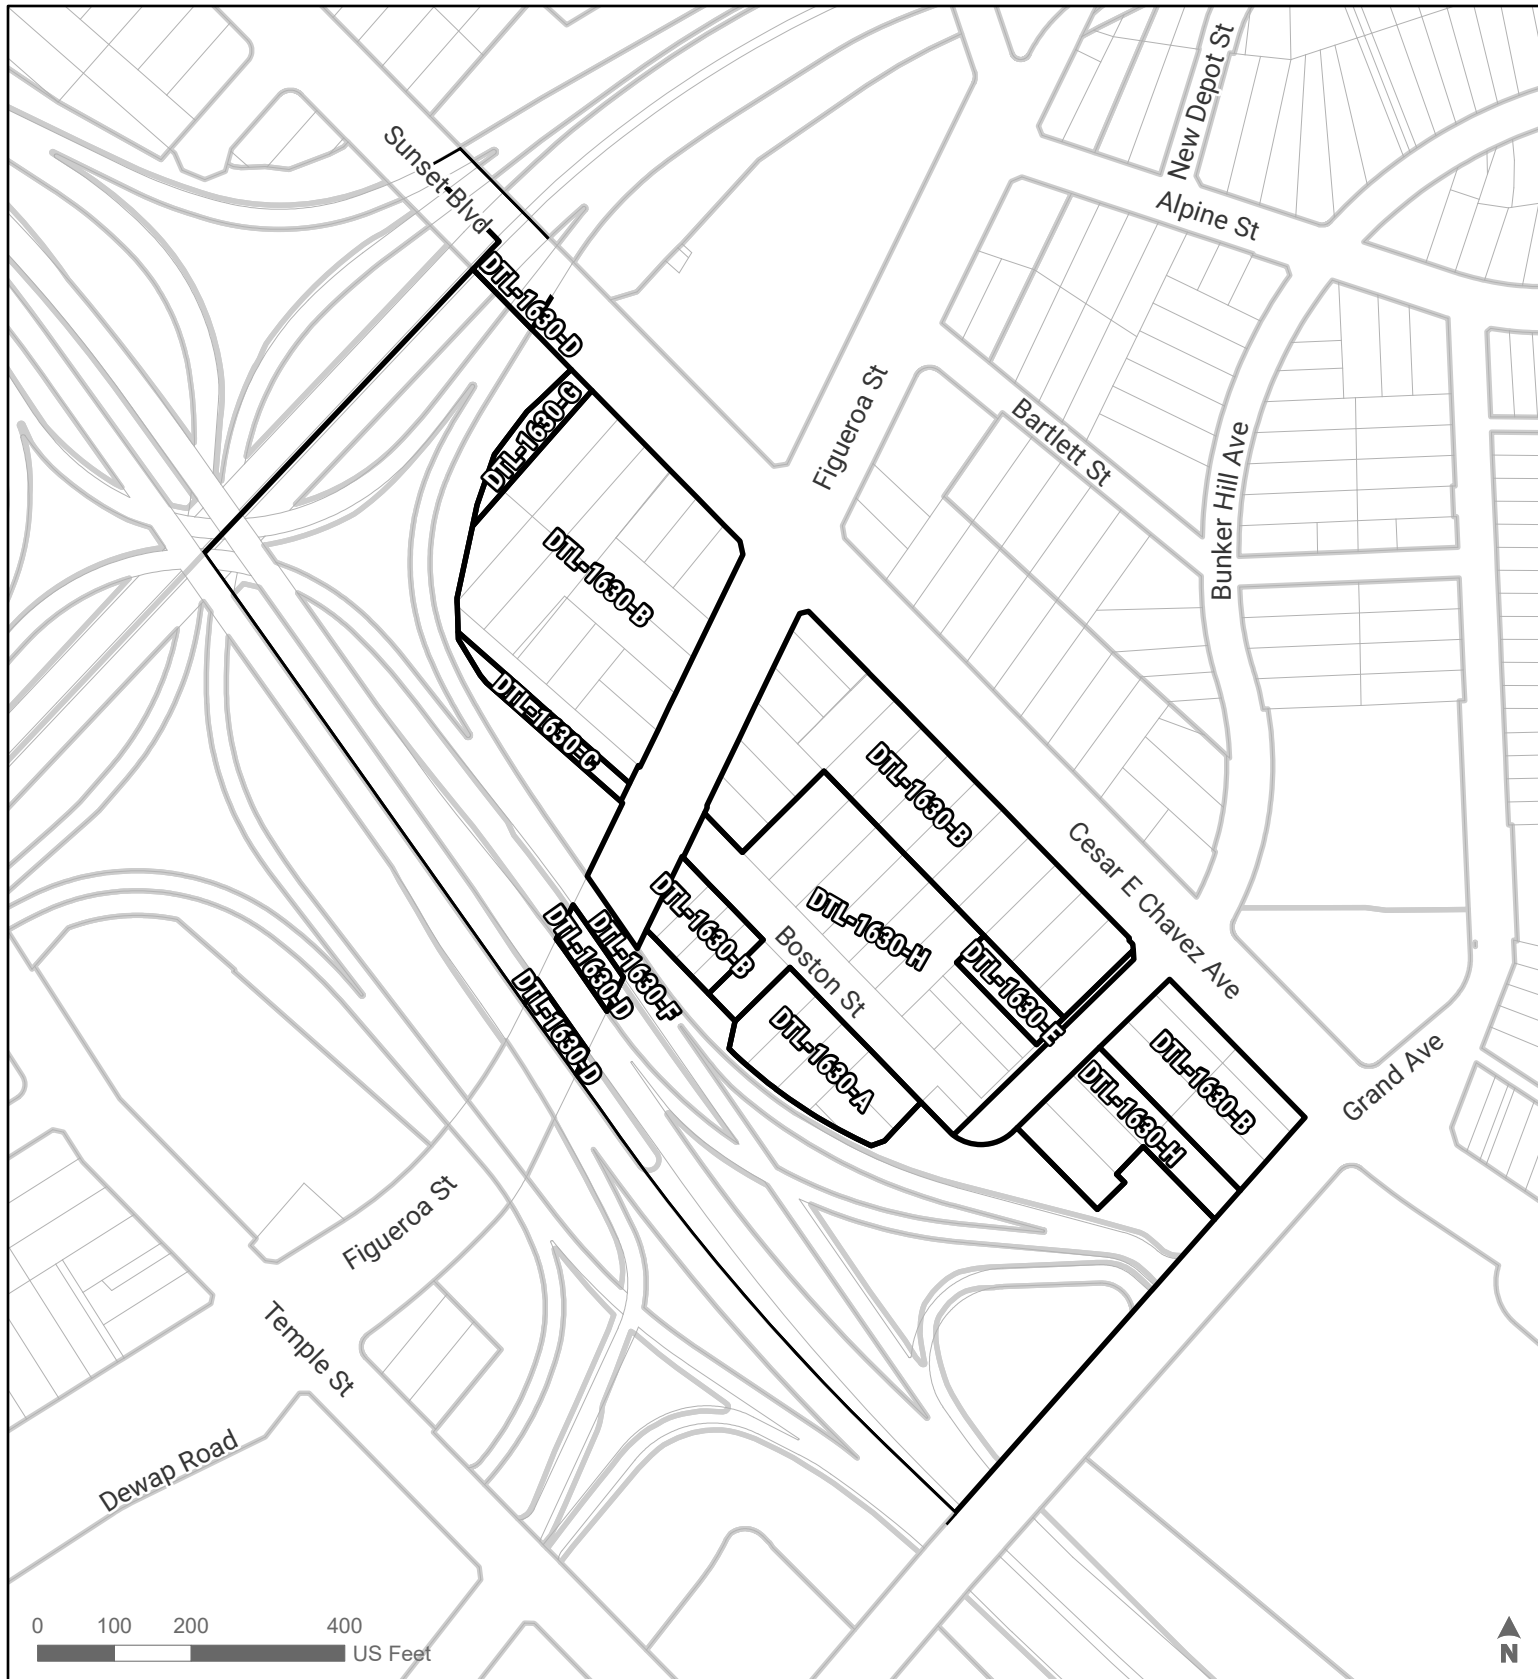 New Depot St
Sunset Blvd
Alpine St
DTL-1630-D
Figueroa St
DTL-1630-G
Bartlett St
Bunker Hill Ave
DTL-1630-B
DTL-1630-C
DTL-1630-B
Cesar E Chavez Ave
DTL-1630-B
DTL-1630-H
Boston St
DTL-1630-E
DTL-1630-D
DTL-1630-F
DTL-1630-D
DTL-1630-A
DTL-1630-B
DTL-1630-H
Grand Ave
Figueroa St
Temple St
Dewap Road
0 100 200 400
US Feet
N